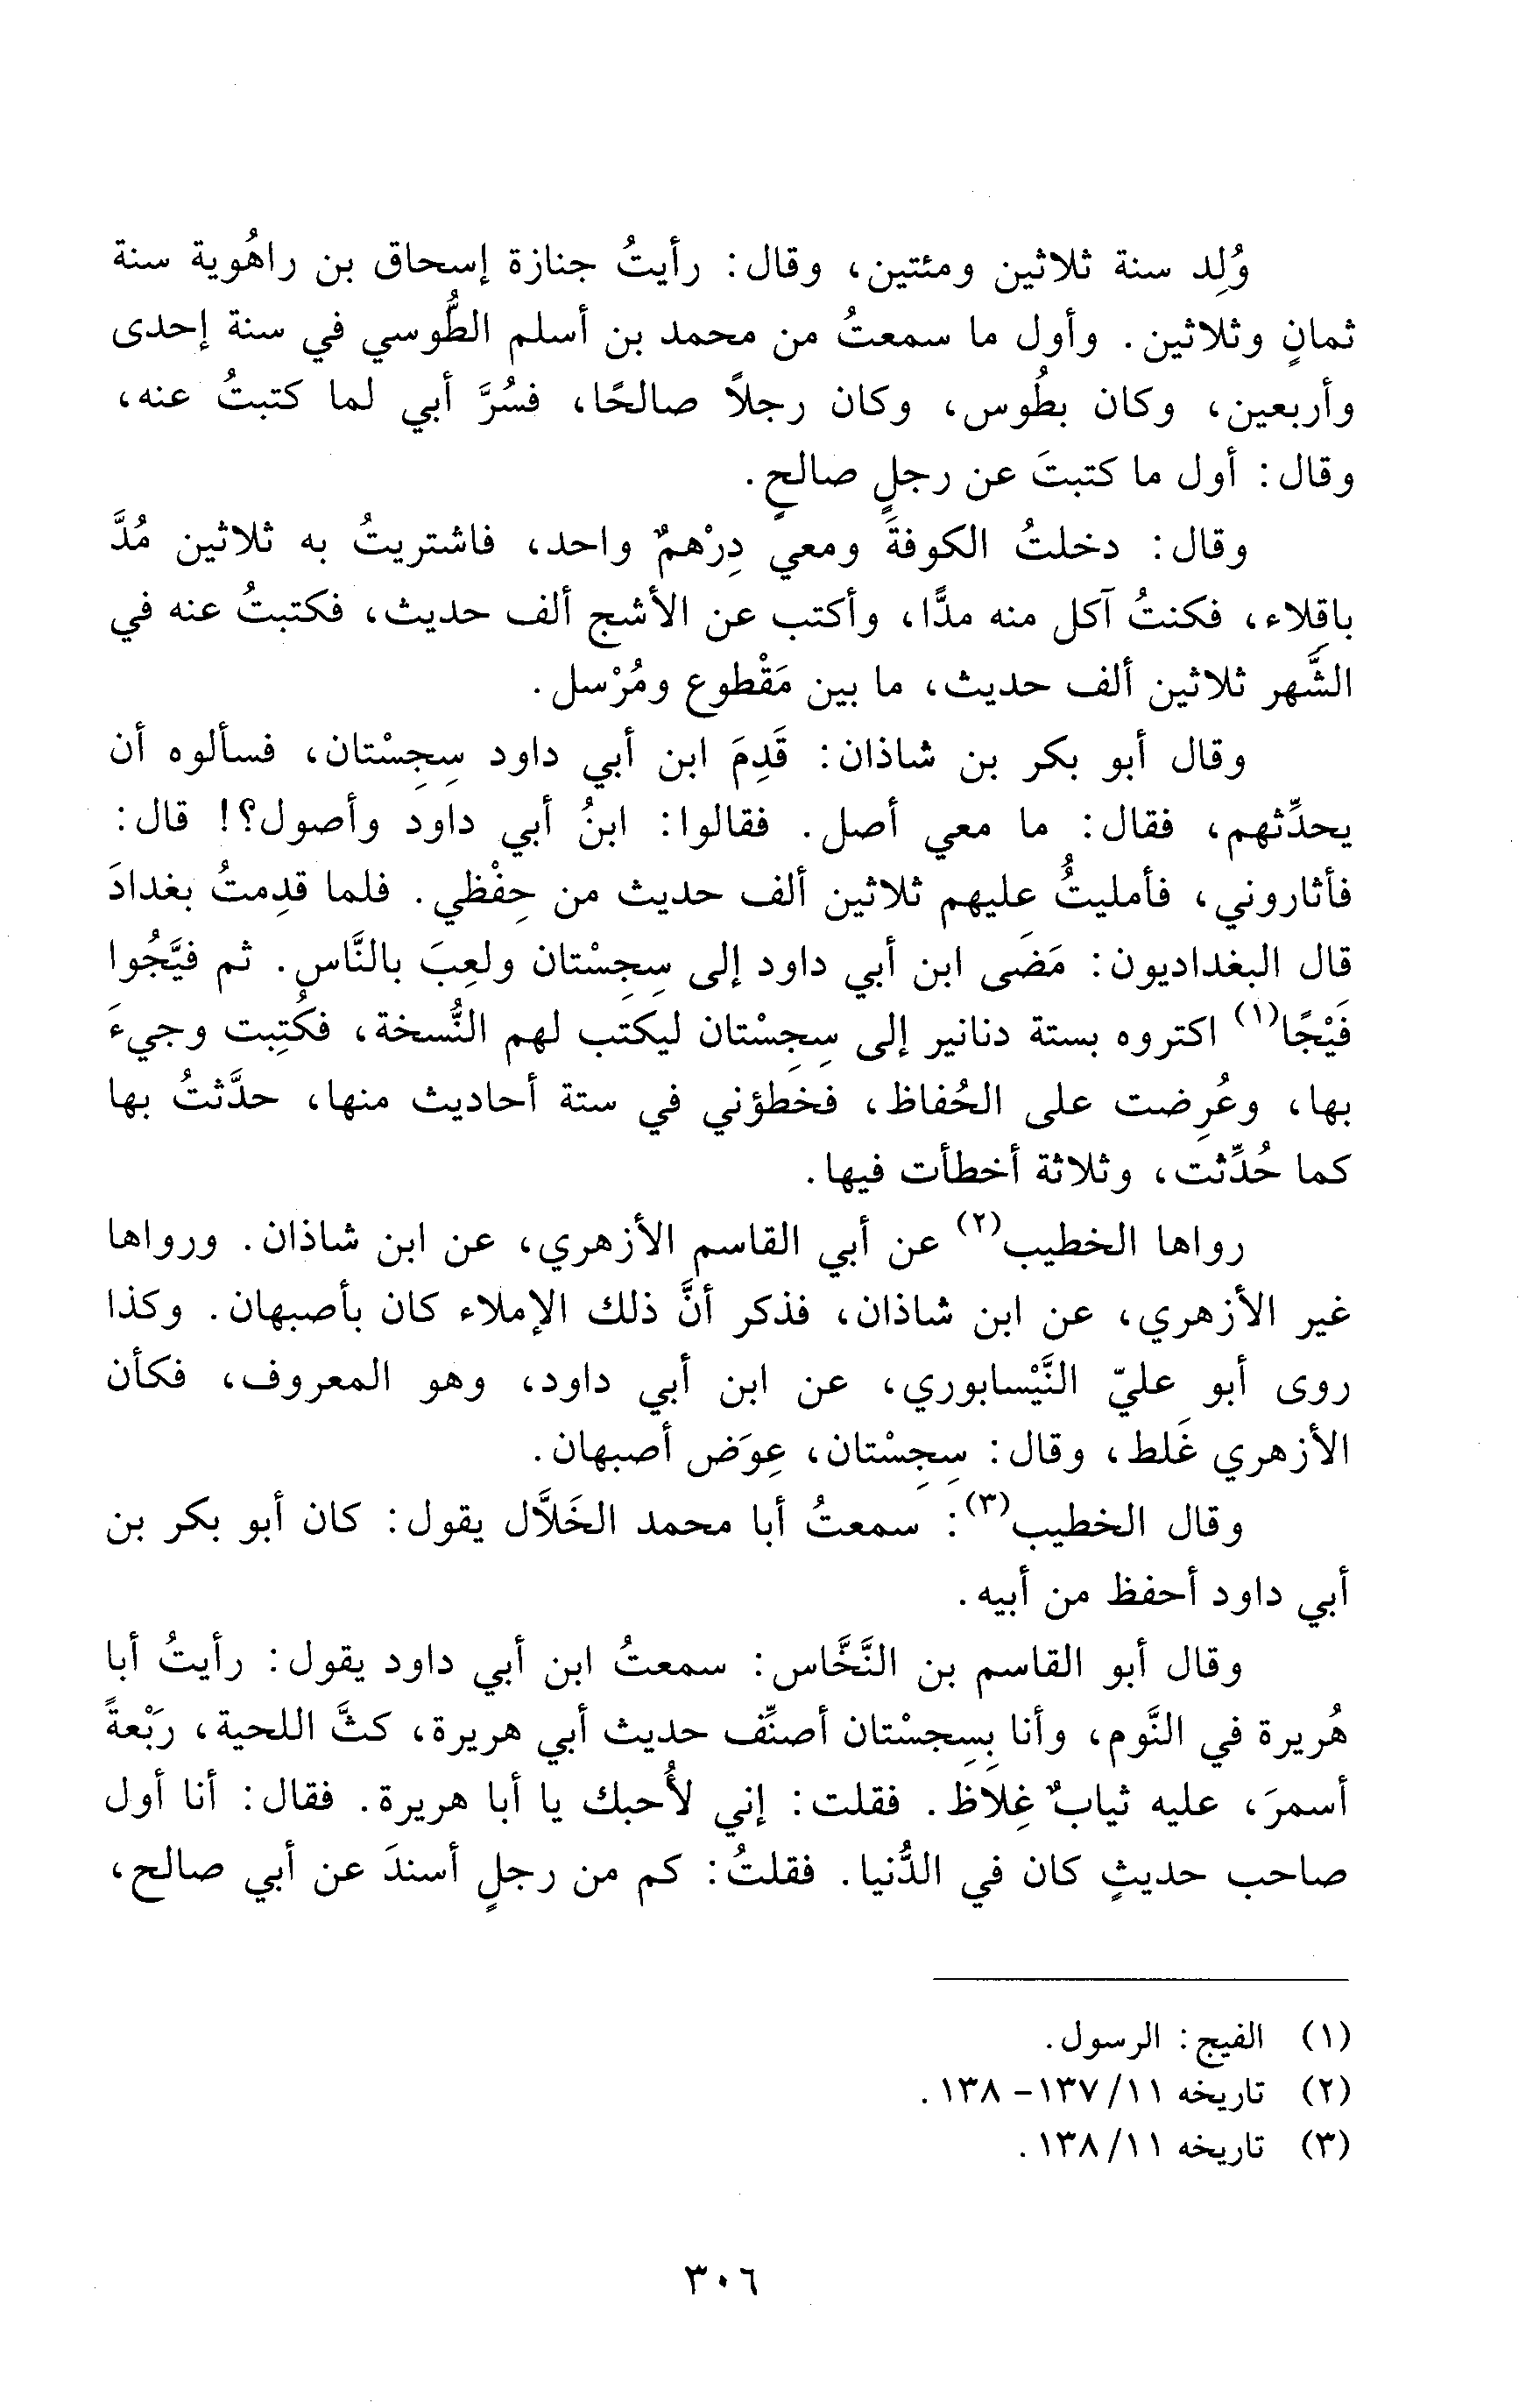 وُلِد سنة ثلاثين ومئتين، وقال: رأيتُ جنازة إسحاق بن راهُوية سنة
ثمانٍ وثلاثين. وأول ما سمعتُ من محمد بن أسلم الطُّوسي في سنة إحدى
وأربعين، وكان بطُوس، وكان رجلاً صالحًا، فسُرَّ أبي لما كتبتُ عنه،
وقال: أول ما كتبتَ عن رجلٍ صالحٍ.
وقال: دخلتُ الكوفةَ ومعي دِرْهمٌ واحد، فاشتريتُ به ثلاثين مُدَّ
باقِلاء، فكنتُ آكل منه مدًّا، وأكتب عن الأشج ألف حديث، فكتبتُ عنه في
الشَّهر ثلاثين ألف حديث، ما بين مَقْطوع ومُرْسل.
وقال أبو بكر بن شاذان: قَدِمَ ابن أبي داود سِجِسْتان، فسألوه أن
يحدِّثهم، فقال: ما معي أصل. فقالوا: ابنُ أبي داود وأصول؟! قال:
فأثاروني، فأمليتُ عليهم ثلاثين ألف حديث من حِفْظي. فلما قدِمتُ بغدادَ
قال البغداديون: مَضَى ابن أبي داود إلى سِجِسْتان ولعِبَ بالنَّاس. ثم فيَّجُوا
فَيْجًا(١) اكتروه بستة دنانير إلى سِجِسْتان ليكتب لهم النُّسخة، فكُتِبت وجيءَ
بها، وعُرِضت على الحُفاظ، فخطؤني في ستة أحاديث منها، حدَّثتُ بها
كما حُدِّثت، وثلاثة أخطأت فيها.
رواها الخطيب(٢) عن أبي القاسم الأزهري، عن ابن شاذان. ورواها
غير الأزهري، عن ابن شاذان، فذكر أنَّ ذلك الإملاء كان بأصبهان. وكذا
روى أبو عليّ النَّيْسابوري، عن ابن أبي داود، وهو المعروف، فكأن
الأزهري غَلط، وقال: سِجِسْتان، عِوَض أصبهان.
وقال الخطيب(٣): سمعتُ أبا محمد الخَلاَّل يقول: كان أبو بكر بن
أبي داود أحفظ من أبيه.
وقال أبو القاسم بن النَّخَّاس: سمعتُ ابن أبي داود يقول: رأيتُ أبا
هُريرة في النَّوم، وأنا بِسِجسْتان أصنِّف حديث أبي هريرة، كثَّ اللحية، رَبْعةً
أسمرَ، عليه ثيابٌ غِلاظ. فقلت: إني لأُحبك يا أبا هريرة. فقال: أنا أول
صاحب حديثٍ كان في الدُّنيا. فقلتُ: كم من رجلٍ أسندَ عن أبي صالح،
(١) الفيج: الرسول.
(٢) تاريخه ١١/ ١٣٧- ١٣٨.
(٣) تاريخه ١١/ ١٣٨.
٣٠٦